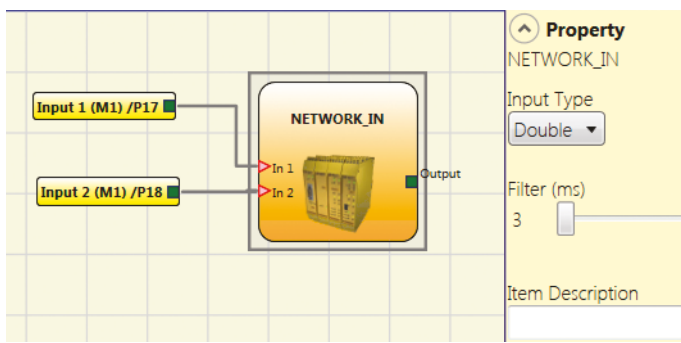 Input 1 (M1) /P17
Input 2 (M1) /P18
NETWORK_IN
In 1
In 2
Output
Property
NETWORK_IN
Input Type
Double
Filter (ms)
3
Item Description